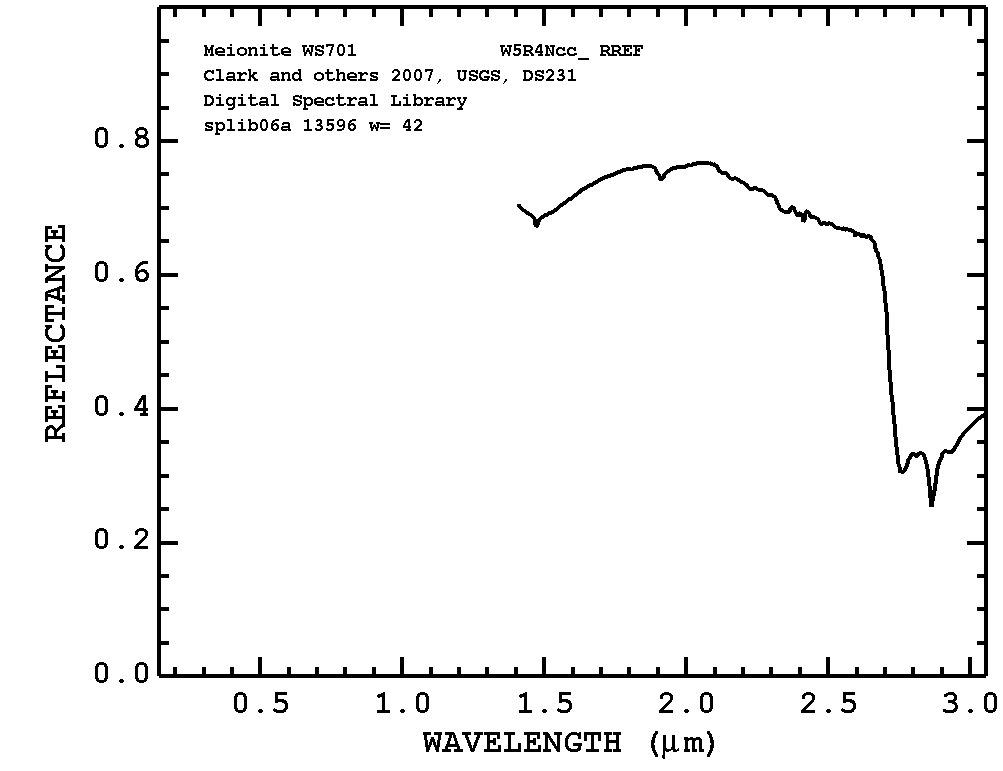 Meionite WS701 W5R4Ncc_ RREF
Clark and others 2007, USGS, DS231
Digital Spectral Library
splib06a 13596 w= 42
0.8
0.6
0.4
0.2
0.0
REFLECTANCE
0.5 1.0 1.5 2.0 2.5 3.0
WAVELENGTH (μm)